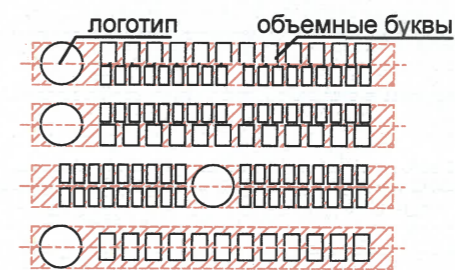 логотип объемные буквы